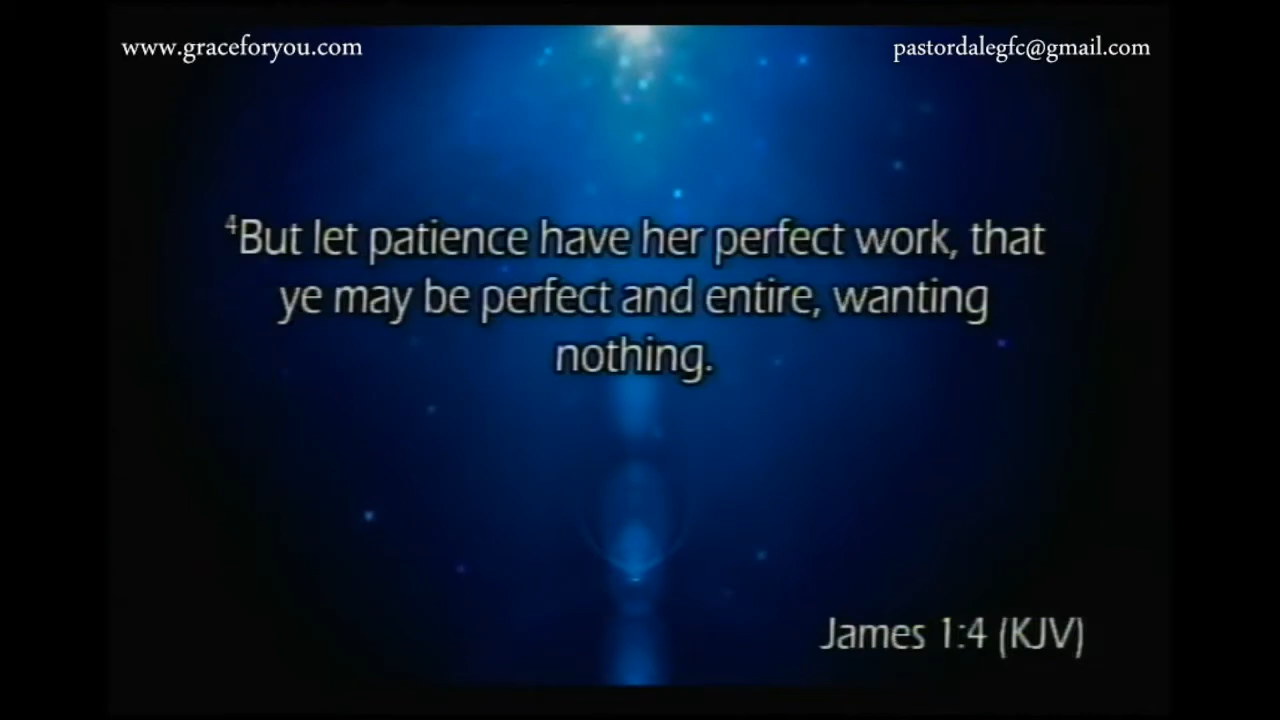 www.graceforyou.com
pastordalegfc@gmail.com
⁴But let patience have her perfect work, that
ye may be perfect and entire, wanting
nothing.
James 1:4 (KJV)